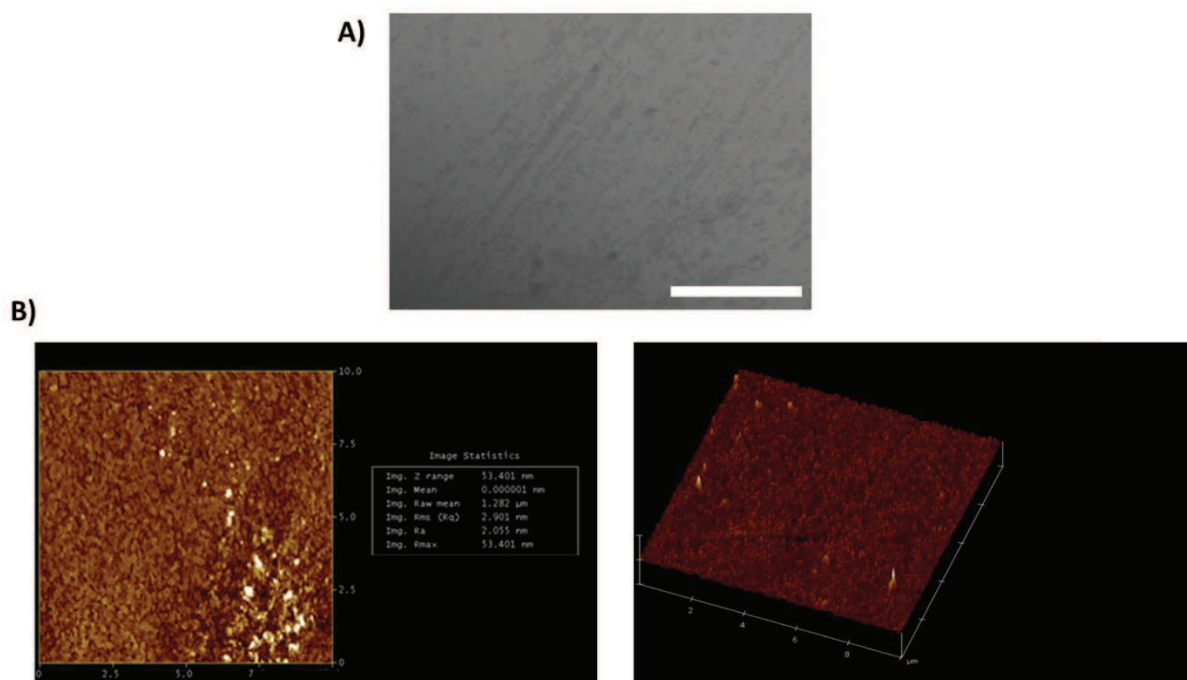 A)
B)
10.0
7.5
5.0
2.5
0
0 2.5 5.0 7
Image Statistics
Img. Z range 53.401 nm
Img. Mean 0.000001 nm
Img. Raw mean 1.282 µm
Img. Rms (Rq) 2.901 nm
Img. Ra 2.055 nm
Img. Rmax 53.401 nm
2
4
6
8
µm